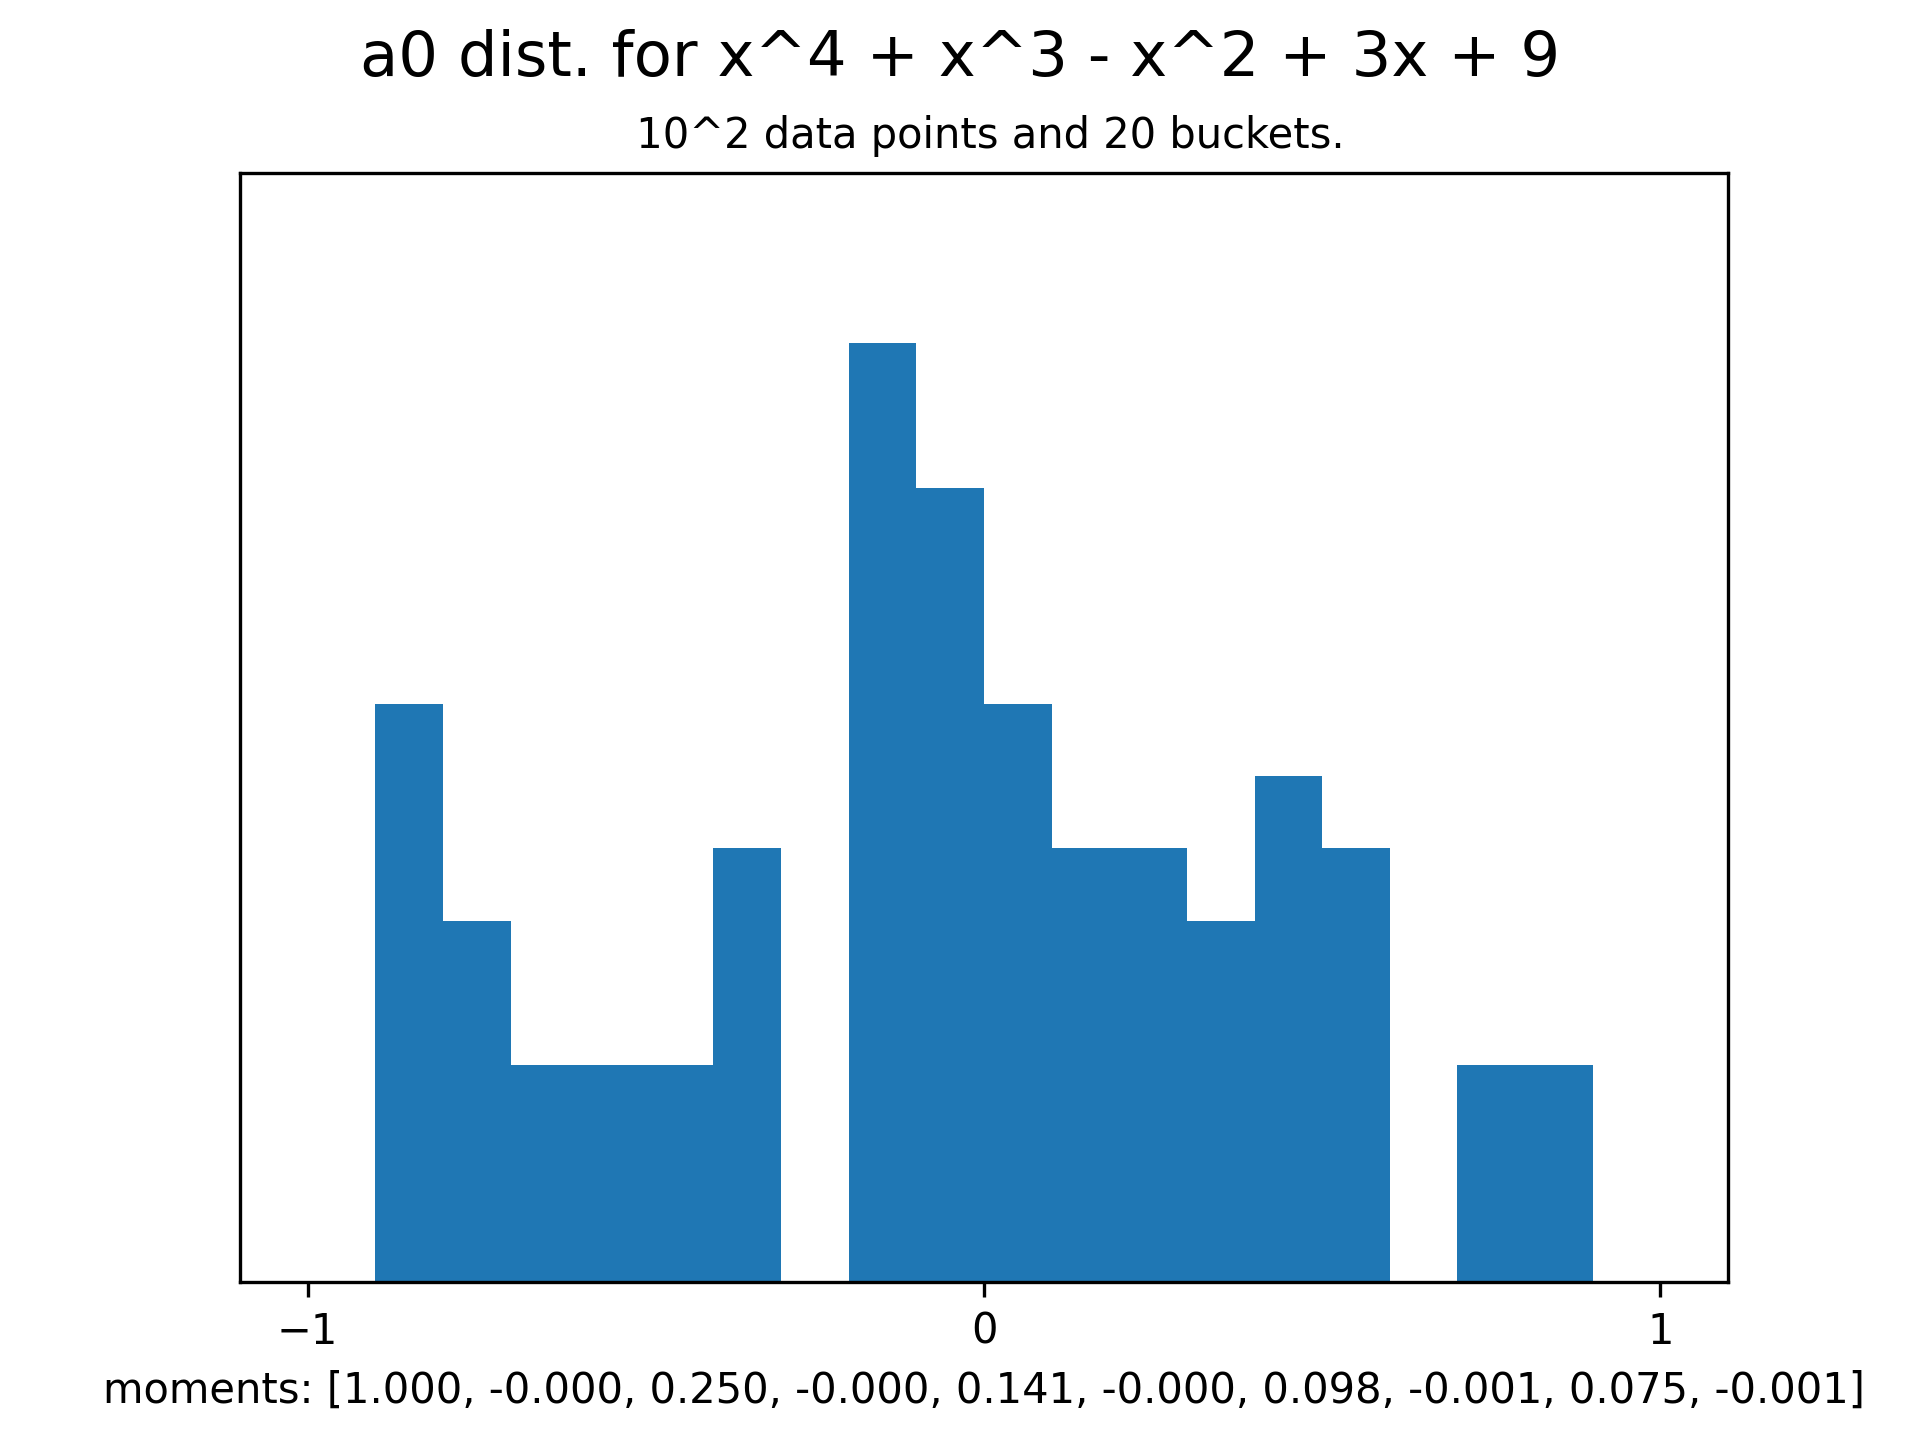 a0 dist. for x^4 + x^3 - x^2 + 3x + 9
10^2 data points and 20 buckets.
−1 0 1
moments: [1.000, -0.000, 0.250, -0.000, 0.141, -0.000, 0.098, -0.001, 0.075, -0.001]